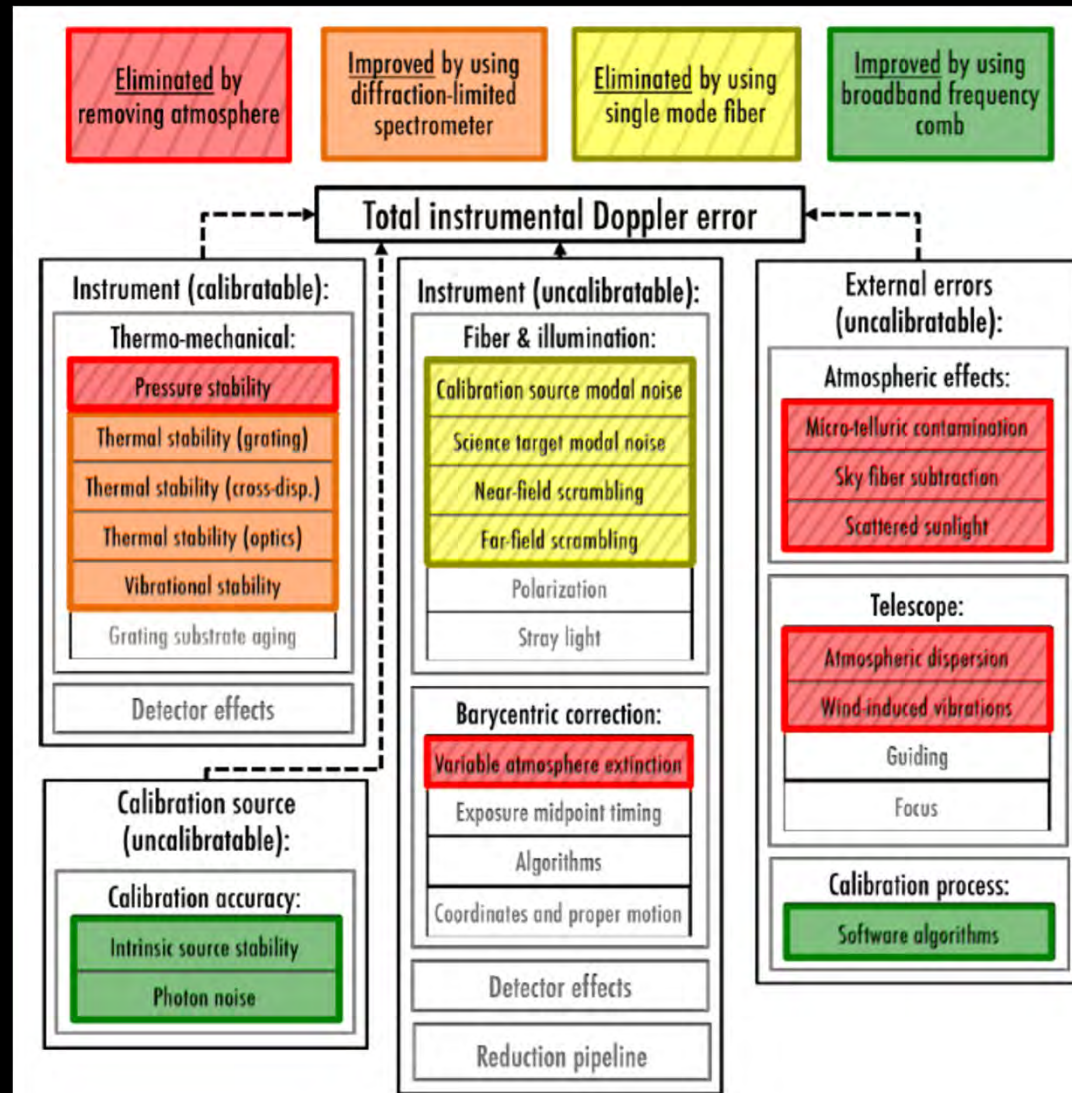 Eliminated by
removing atmosphere
Improved by using
diffraction-limited
spectrometer
Eliminated by using
single mode fiber
Improved by using
broadband frequency
comb
Total instrumental Doppler error
Instrument (calibratable):
Thermo-mechanical:
Pressure stability
Thermal stability (grating)
Thermal stability (cross-disp.)
Thermal stability (optics)
Vibrational stability
Grating substrate aging
Detector effects
Calibration source
(uncalibratable):
Calibration accuracy:
Intrinsic source stability
Photon noise
Instrument (uncalibratable):
Fiber & illumination:
Calibration source modal noise
Science target modal noise
Near-field scrambling
Far-field scrambling
Polarization
Stray light
Barycentric correction:
Variable atmosphere extinction
Exposure midpoint timing
Algorithms
Coordinates and proper motion
Detector effects
Reduction pipeline
External errors
(uncalibratable):
Atmospheric effects:
Micro-telluric contamination
Sky fiber subtraction
Scattered sunlight
Telescope:
Atmospheric dispersion
Wind-induced vibrations
Guiding
Focus
Calibration process:
Software algorithms